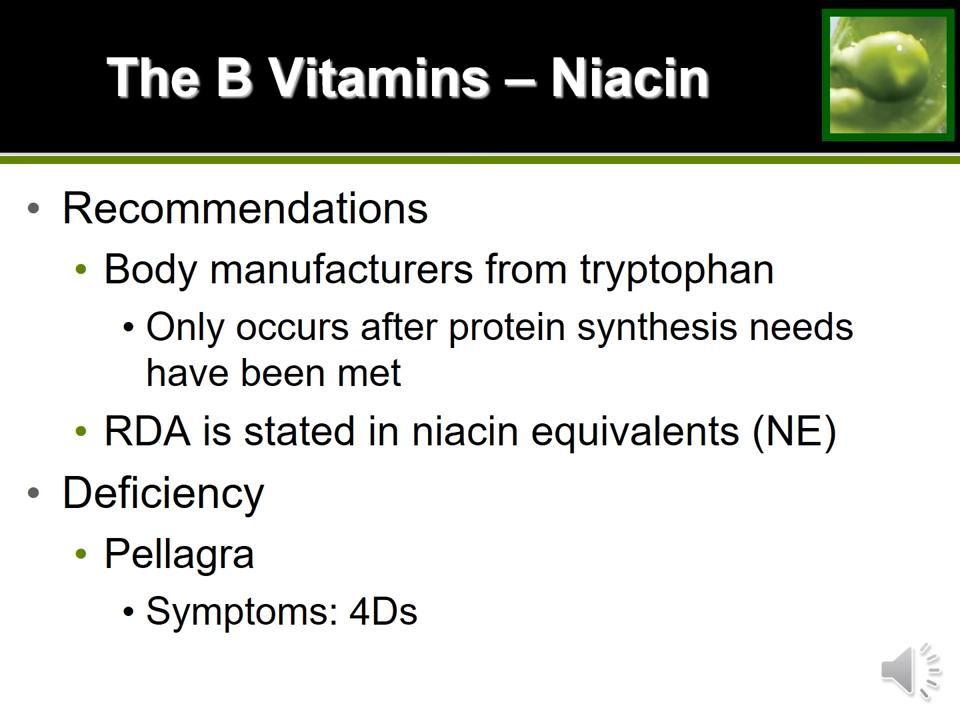 The B Vitamins – Niacin
• Recommendations
• Body manufacturers from tryptophan
• Only occurs after protein synthesis needs
have been met
• RDA is stated in niacin equivalents (NE)
• Deficiency
• Pellagra
• Symptoms: 4Ds